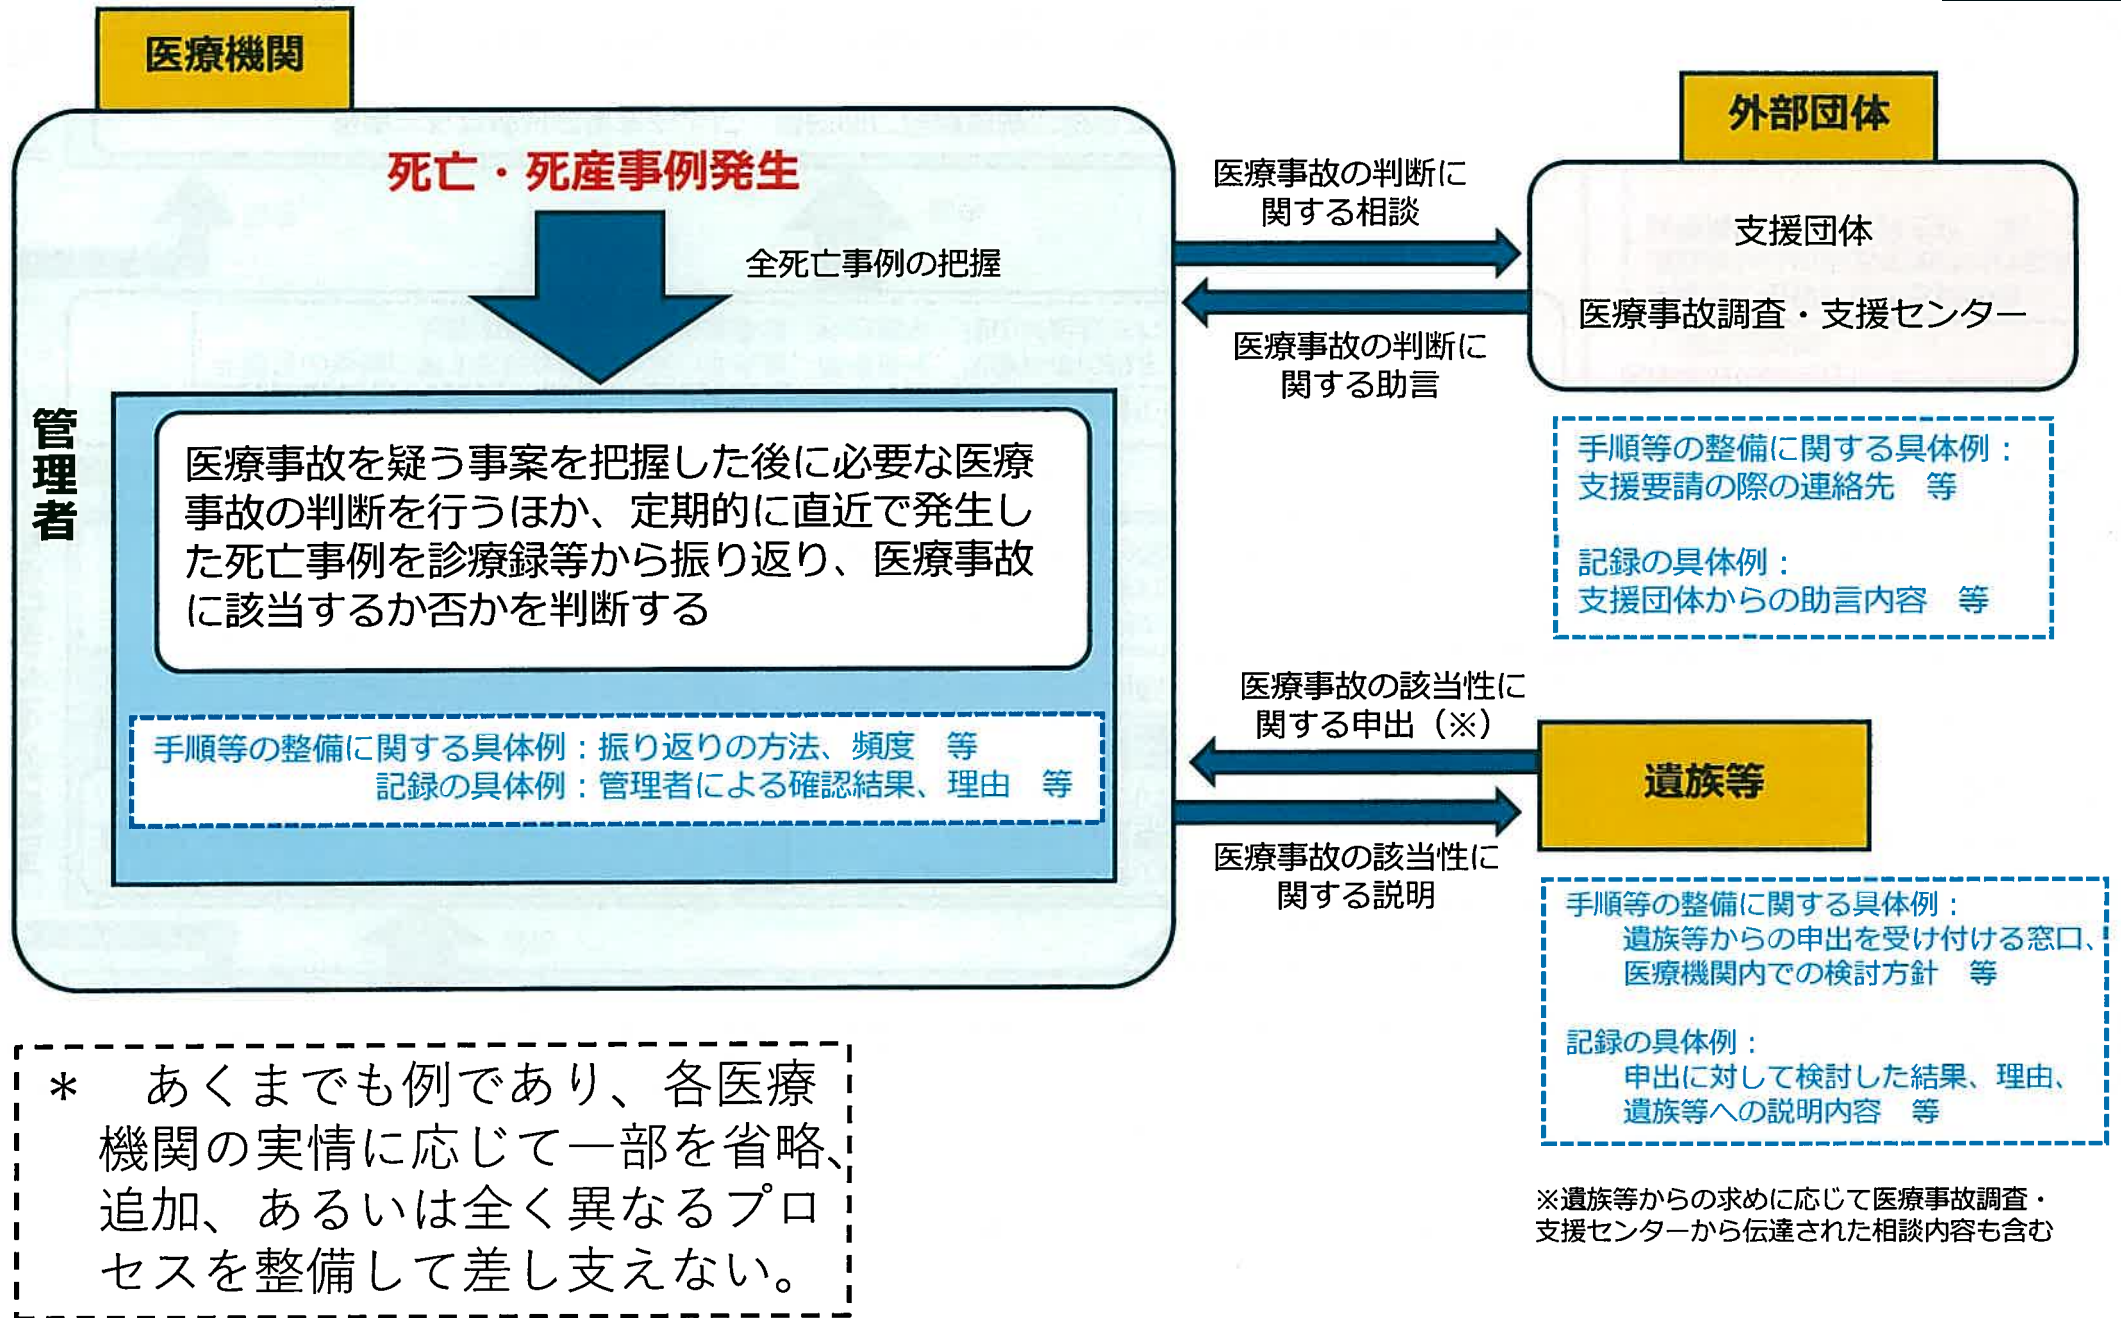 医療機関
死亡・死産事例発生
全死亡事例の把握
管理者
医療事故を疑う事案を把握した後に必要な医療
事故の判断を行うほか、定期的に直近で発生し
た死亡事例を診療録等から振り返り、医療事故
に該当するか否かを判断する
手順等の整備に関する具体例：振り返りの方法、頻度　等
記録の具体例：管理者による確認結果、理由　等
医療事故の判断に
関する相談
医療事故の判断に
関する助言
外部団体
支援団体
医療事故調査・支援センター
手順等の整備に関する具体例：
支援要請の際の連絡先　等
記録の具体例：
支援団体からの助言内容　等
医療事故の該当性に
関する申出（※）
医療事故の該当性に
関する説明
遺族等
手順等の整備に関する具体例：
遺族等からの申出を受け付ける窓口、
医療機関内での検討方針　等
記録の具体例：
申出に対して検討した結果、理由、
遺族等への説明内容　等
※遺族等からの求めに応じて医療事故調査・
支援センターから伝達された相談内容も含む
＊　あくまでも例であり、各医療
機関の実情に応じて一部を省略、
追加、あるいは全く異なるプロ
セスを整備して差し支えない。